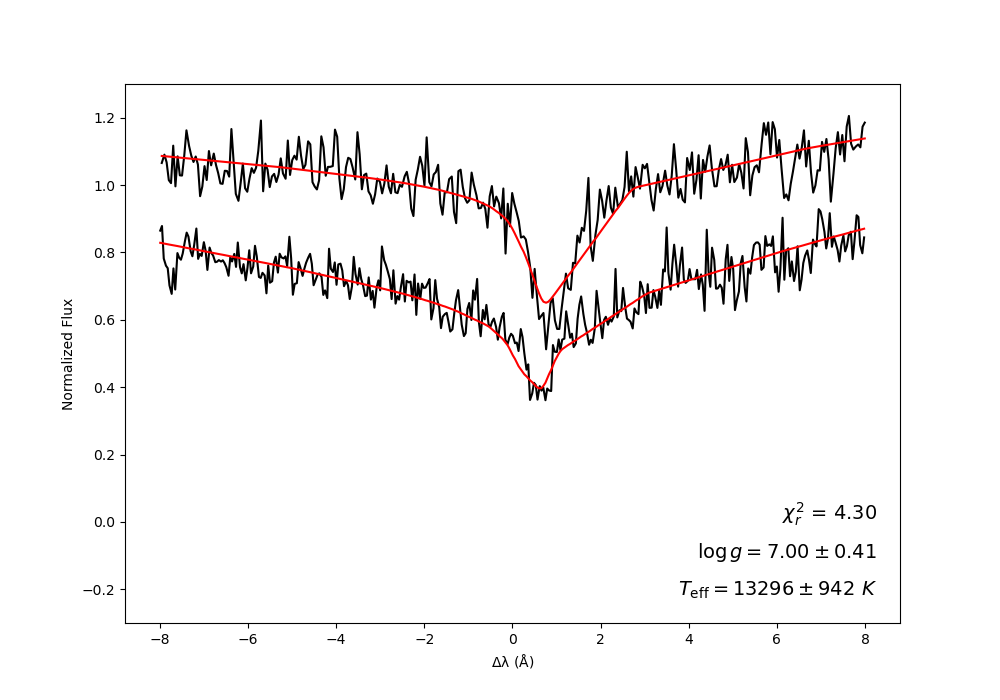 1.2
1.0
0.8
0.6
0.4
0.2
0.0
−0.2
Normalized Flux
χ²ᵣ = 4.30
log g = 7.00 ± 0.41
T_eff = 13296 ± 942 K
−8 −6 −4 −2 0 2 4 6 8
Δλ (Å)